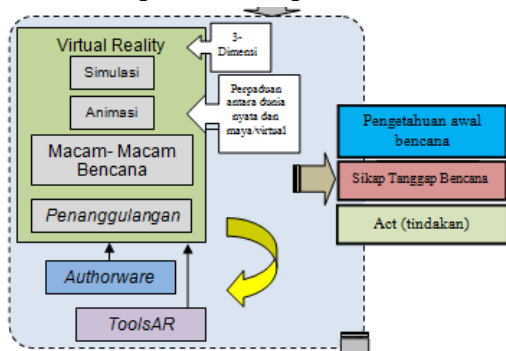 Virtual Reality
3-
Dimensi
Simulasi
Animasi
Perpaduan
antara dunia
nyata dan
maya/virtual
Macam- Macam
Bencana
Penanggulangan
Authorware
ToolsAR
Pengetahuan awal
bencana
Sikap Tanggap Bencana
Act (tindakan)